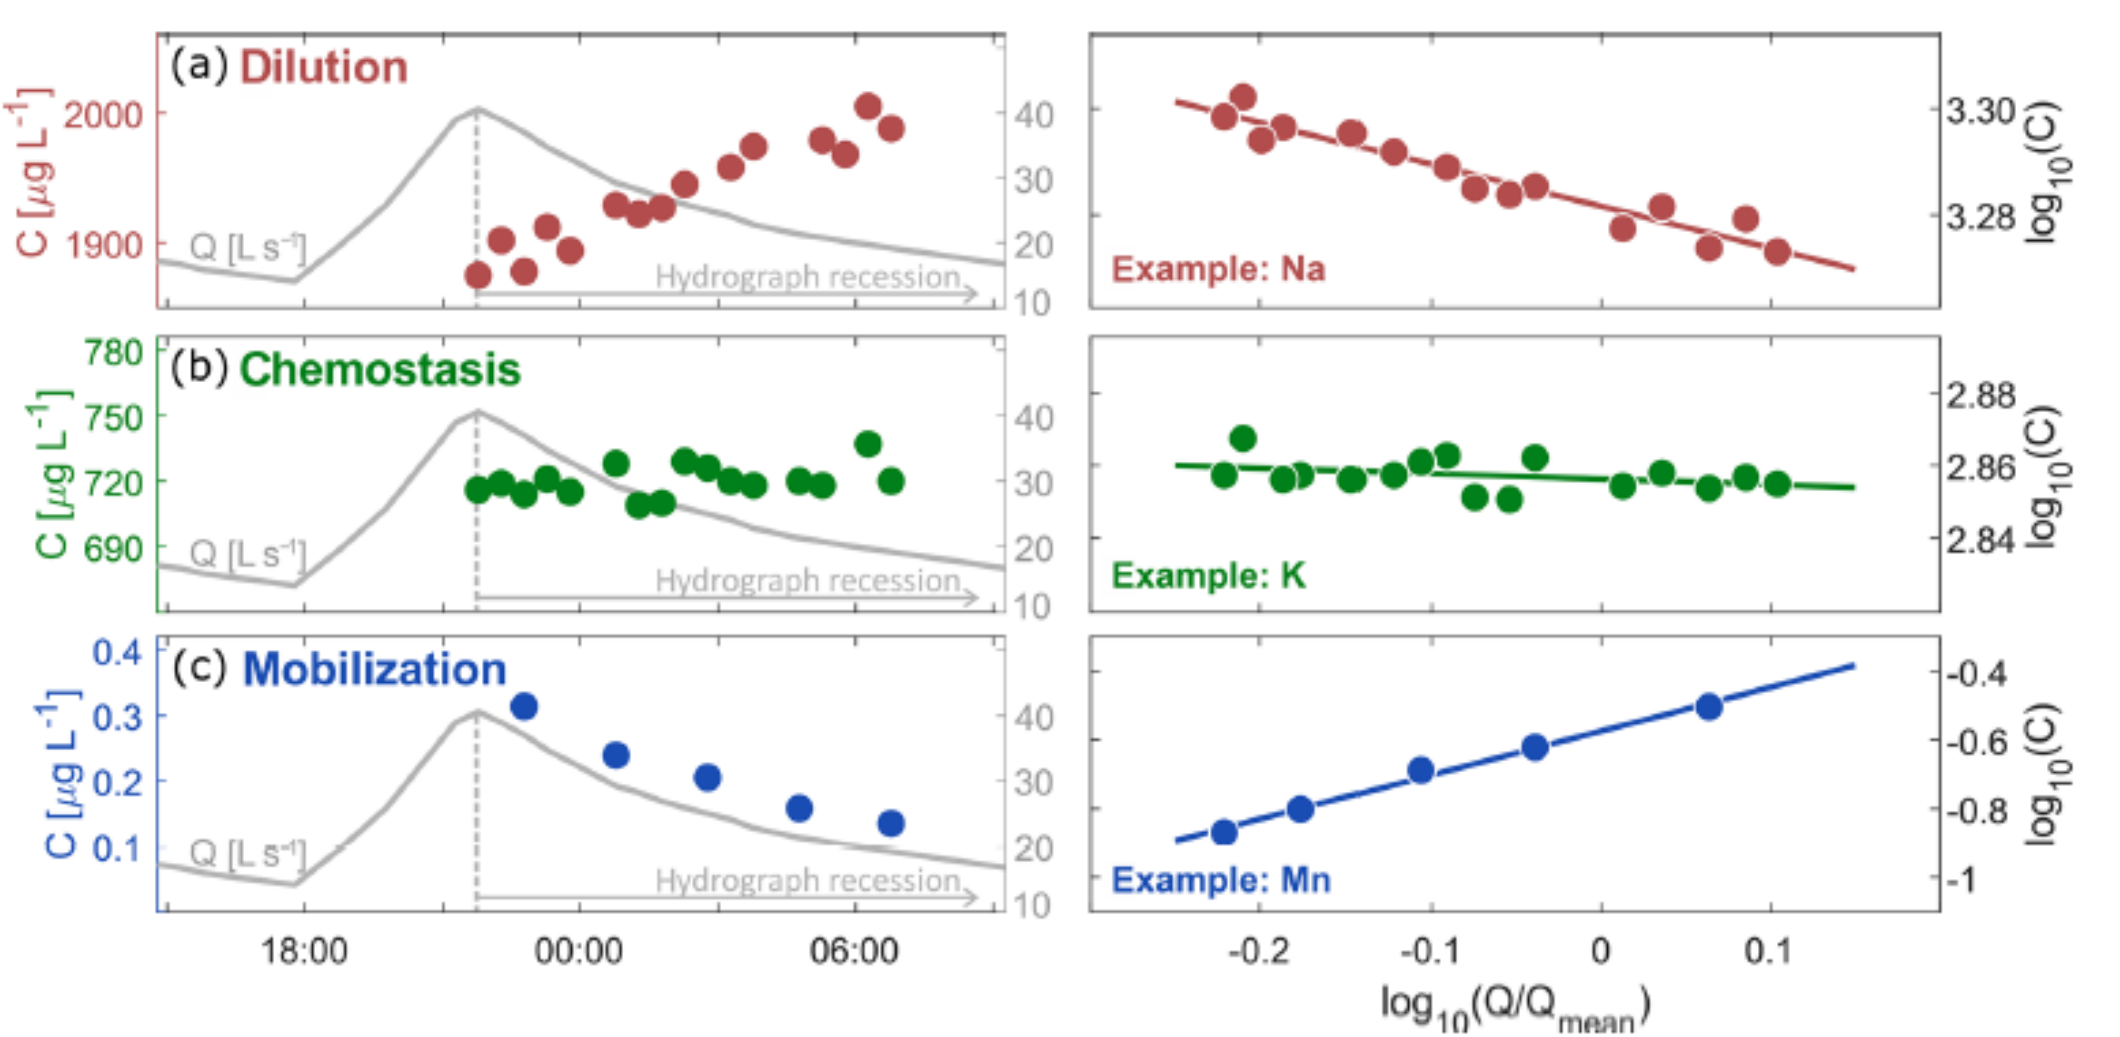 (a) Dilution
C [μg L⁻¹]
2000
1900
Q [L s⁻¹]
Hydrograph recession
40
30
20
10
Example: Na
3.30
3.28
log₁₀(C)
(b) Chemostasis
C [μg L⁻¹]
780
750
720
690
Q [L s⁻¹]
Hydrograph recession
40
30
20
10
Example: K
2.88
2.86
2.84
log₁₀(C)
(c) Mobilization
C [μg L⁻¹]
0.4
0.3
0.2
0.1
Q [L s⁻¹]
Hydrograph recession
40
30
20
10
Example: Mn
-0.4
-0.6
-0.8
-1
log₁₀(C)
18:00 00:00 06:00
-0.2 -0.1 0 0.1
log₁₀(Q/Qmean)